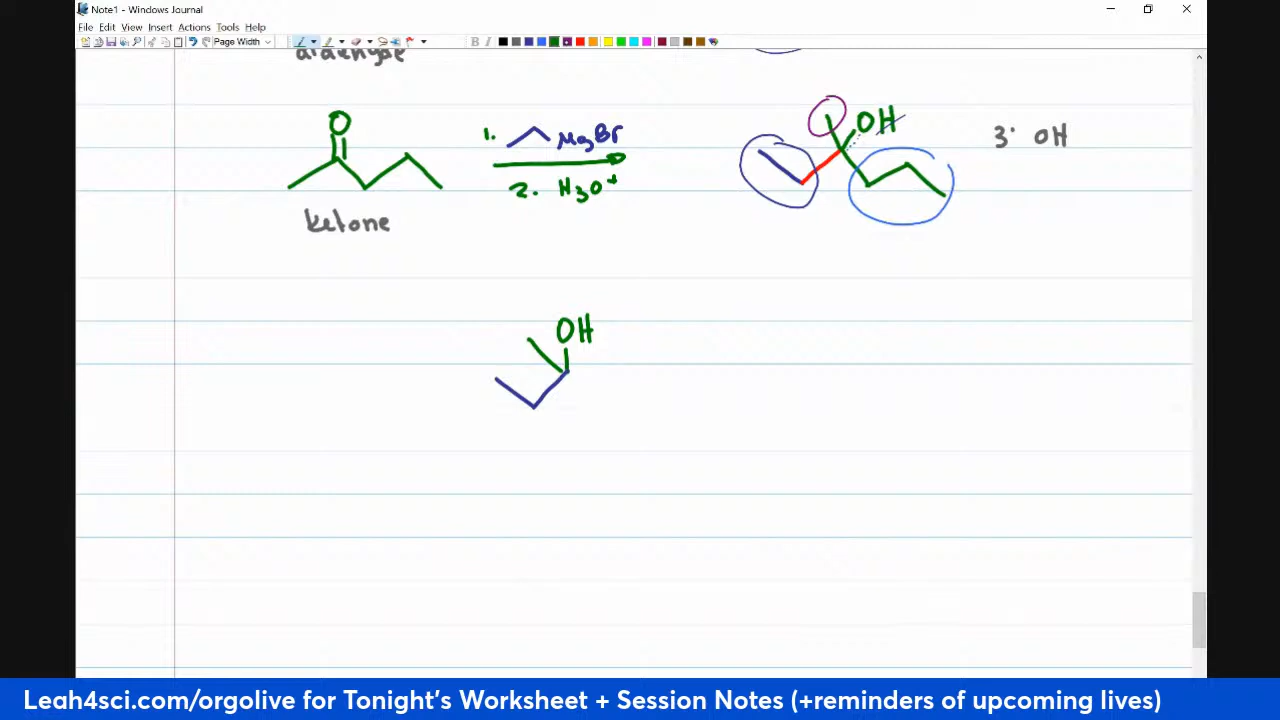 Note1 - Windows Journal
File Edit View Insert Actions Tools Help
Page Width
B I
aldehyde
O
1. MgBr
2. H3O+
OH
3° OH
ketone
OH
Leah4sci.com/orgolive for Tonight's Worksheet + Session Notes (+reminders of upcoming lives)